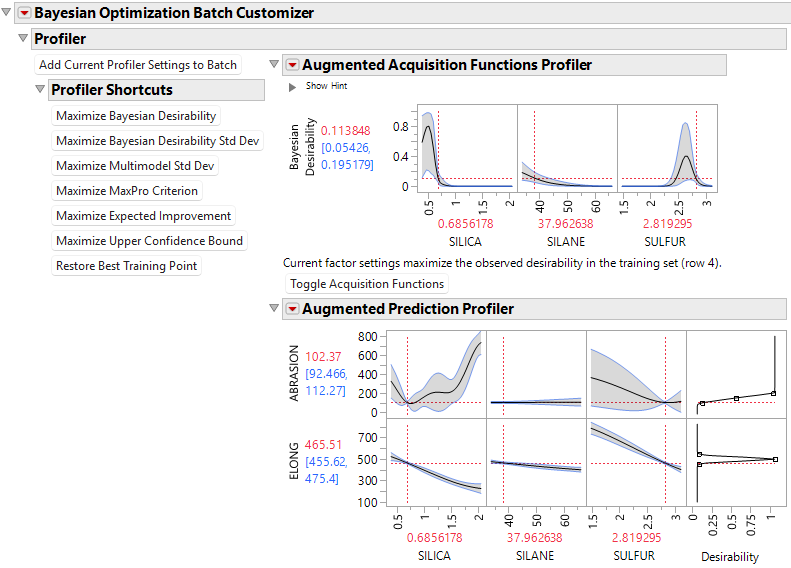 Bayesian Optimization Batch Customizer
Profiler
Add Current Profiler Settings to Batch
Profiler Shortcuts
Maximize Bayesian Desirability
Maximize Bayesian Desirability Std Dev
Maximize Multimodel Std Dev
Maximize MaxPro Criterion
Maximize Expected Improvement
Maximize Upper Confidence Bound
Restore Best Training Point
Augmented Acquisition Functions Profiler
Show Hint
Bayesian
Desirability
0.113848
[0.05426,
0.195179]
0.8
0.4
0
0.5 1 1.5 2 40 50 60 1.5 2 2.5 3
0.6856178 37.962638 2.819295
SILICA SILANE SULFUR
Current factor settings maximize the observed desirability in the training set (row 4).
Toggle Acquisition Functions
Augmented Prediction Profiler
ABRASION
102.37
[92.466,
112.27]
800
600
400
200
0
ELONG
465.51
[455.62,
475.4]
700
500
300
100
0.5 1 1.5 2 40 50 60 1.5 2 2.5 3 0 0.25 0.5 0.75 1
0.6856178 37.962638 2.819295
SILICA SILANE SULFUR Desirability